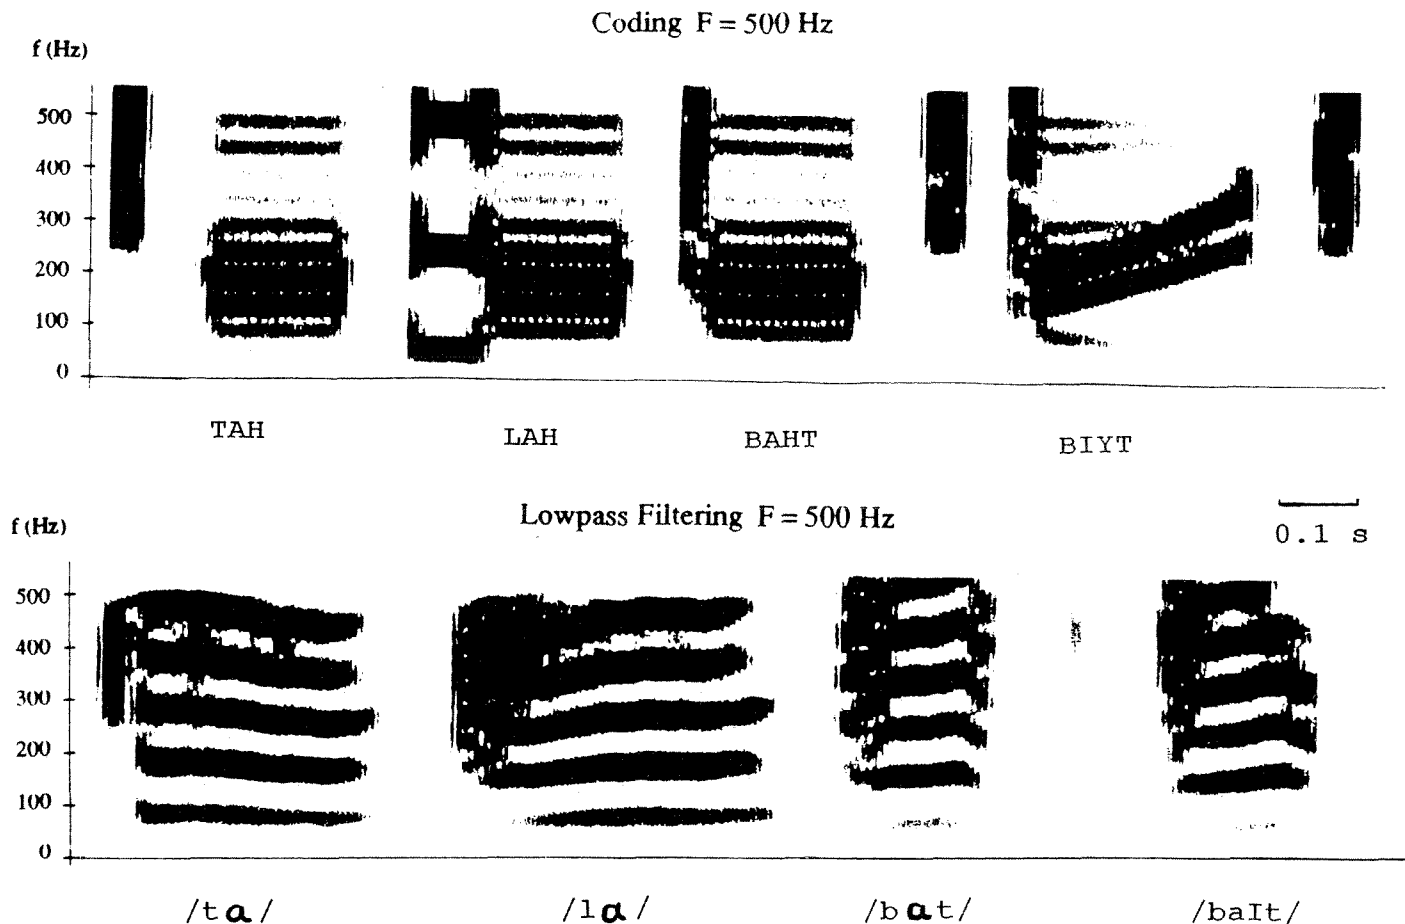 Coding F = 500 Hz
f (Hz)
500
400
300
200
100
0
TAH LAH BAHT BIYT
Lowpass Filtering F = 500 Hz
0.1 s
f (Hz)
500
400
300
200
100
0
/tɑ/ /lɑ/ /bɑt/ /baIt/